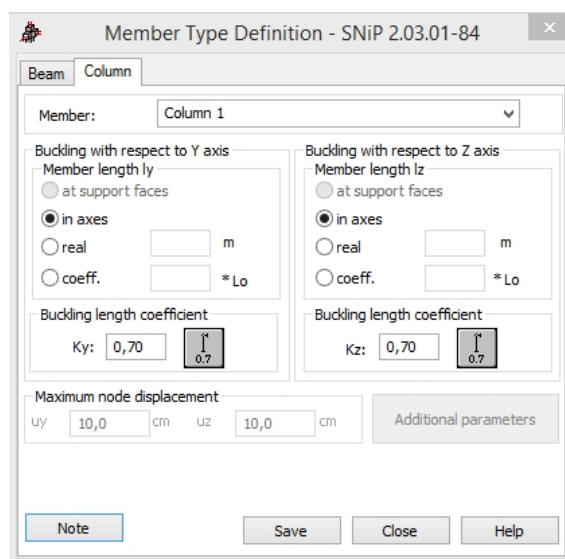 Member Type Definition - SNiP 2.03.01-84
Beam Column
Member: Column 1
Buckling with respect to Y axis
Member length ly
at support faces
in axes
real m
coeff. * Lo
Buckling length coefficient
Ky: 0,70 0.7
Buckling with respect to Z axis
Member length lz
at support faces
in axes
real m
coeff. * Lo
Buckling length coefficient
Kz: 0,70 0.7
Maximum node displacement
uy 10,0 cm uz 10,0 cm
Additional parameters
Note Save Close Help